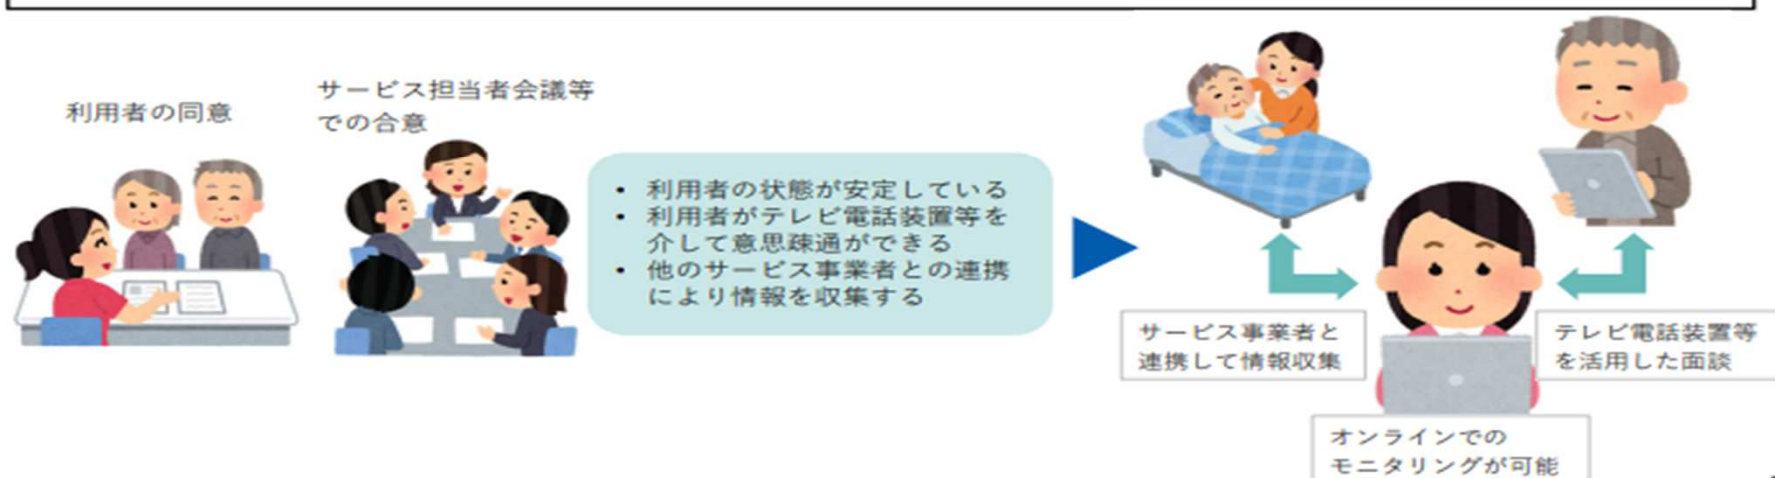 利用者の同意
サービス担当者会議等
での合意
• 利用者の状態が安定している
• 利用者がテレビ電話装置等を
介して意思疎通ができる
• 他のサービス事業者との連携
により情報を収集する
サービス事業者と
連携して情報収集
テレビ電話装置等
を活用した面談
オンラインでの
モニタリングが可能